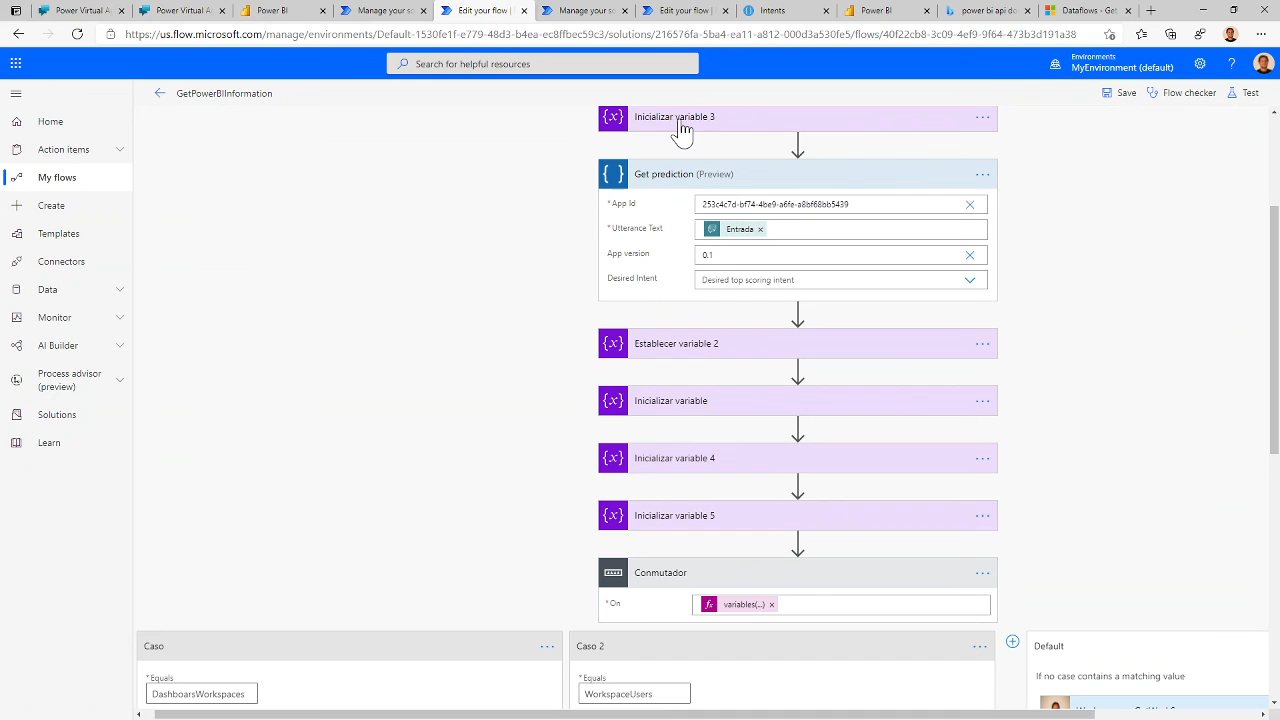 Power Virtual A
Power Virtual A
Power BI
Manage your so
Edit your flow |
Manage your so
Edit your flow |
Intents
Power BI
power bi api do
Dataflows - Get
https://us.flow.microsoft.com/manage/environments/Default-1530fe1f-e779-48d3-b4ea-ec8ffbec59c3/solutions/216576fa-5ba4-ea11-a812-000d3a530fe5/flows/40f22cb8-3c09-4ef9-9f64-473b3d191a38
Search for helpful resources
Environments
MyEnvironment (default)
GetPowerBIInformation
Save
Flow checker
Test
Home
Action items
My flows
Create
Templates
Connectors
Data
Monitor
AI Builder
Process advisor
(preview)
Solutions
Learn
{x} Inicializar variable 3
{ } Get prediction (Preview)
* App Id 253c4c7d-bf74-4be9-a6fe-a8bf68bb5439
* Utterance Text Entrada
App version 0.1
Desired Intent Desired top scoring intent
{x} Establecer variable 2
{x} Inicializar variable
{x} Inicializar variable 4
{x} Inicializar variable 5
Conmutador
* On fx variables(...)
Caso
* Equals
DashboarsWorkspaces
Caso 2
* Equals
WorkspaceUsers
Default
If no case contains a matching value